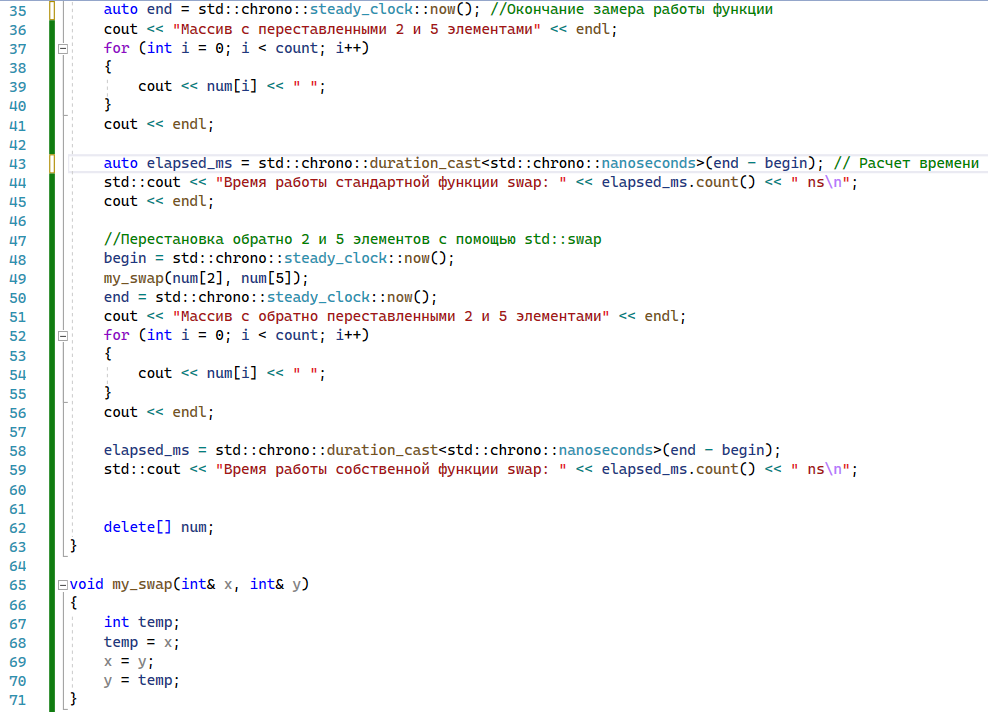 35 auto end = std::chrono::steady_clock::now(); //Окончание замера работы функции
36 cout << "Массив с переставленными 2 и 5 элементами" << endl;
37 for (int i = 0; i < count; i++)
38 {
39 cout << num[i] << " ";
40 }
41 cout << endl;
42
43 auto elapsed_ms = std::chrono::duration_cast<std::chrono::nanoseconds>(end - begin); // Расчет времени
44 std::cout << "Время работы стандартной функции swap: " << elapsed_ms.count() << " ns\n";
45 cout << endl;
46
47 //Перестановка обратно 2 и 5 элементов с помощью std::swap
48 begin = std::chrono::steady_clock::now();
49 my_swap(num[2], num[5]);
50 end = std::chrono::steady_clock::now();
51 cout << "Массив с обратно переставленными 2 и 5 элементами" << endl;
52 for (int i = 0; i < count; i++)
53 {
54 cout << num[i] << " ";
55 }
56 cout << endl;
57
58 elapsed_ms = std::chrono::duration_cast<std::chrono::nanoseconds>(end - begin);
59 std::cout << "Время работы собственной функции swap: " << elapsed_ms.count() << " ns\n";
60
61
62 delete[] num;
63 }
64
65 void my_swap(int& x, int& y)
66 {
67 int temp;
68 temp = x;
69 x = y;
70 y = temp;
71 }